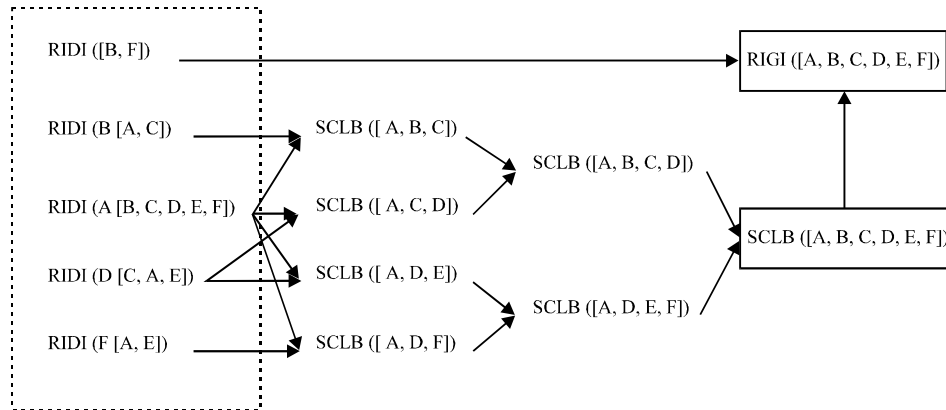 RIDI ([B, F])
RIGI ([A, B, C, D, E, F])
RIDI (B [A, C])
SCLB ([ A, B, C])
SCLB ([A, B, C, D])
RIDI (A [B, C, D, E, F])
SCLB ([ A, C, D])
SCLB ([A, B, C, D, E, F])
RIDI (D [C, A, E])
SCLB ([ A, D, E])
SCLB ([A, D, E, F])
RIDI (F [A, E])
SCLB ([ A, D, F])